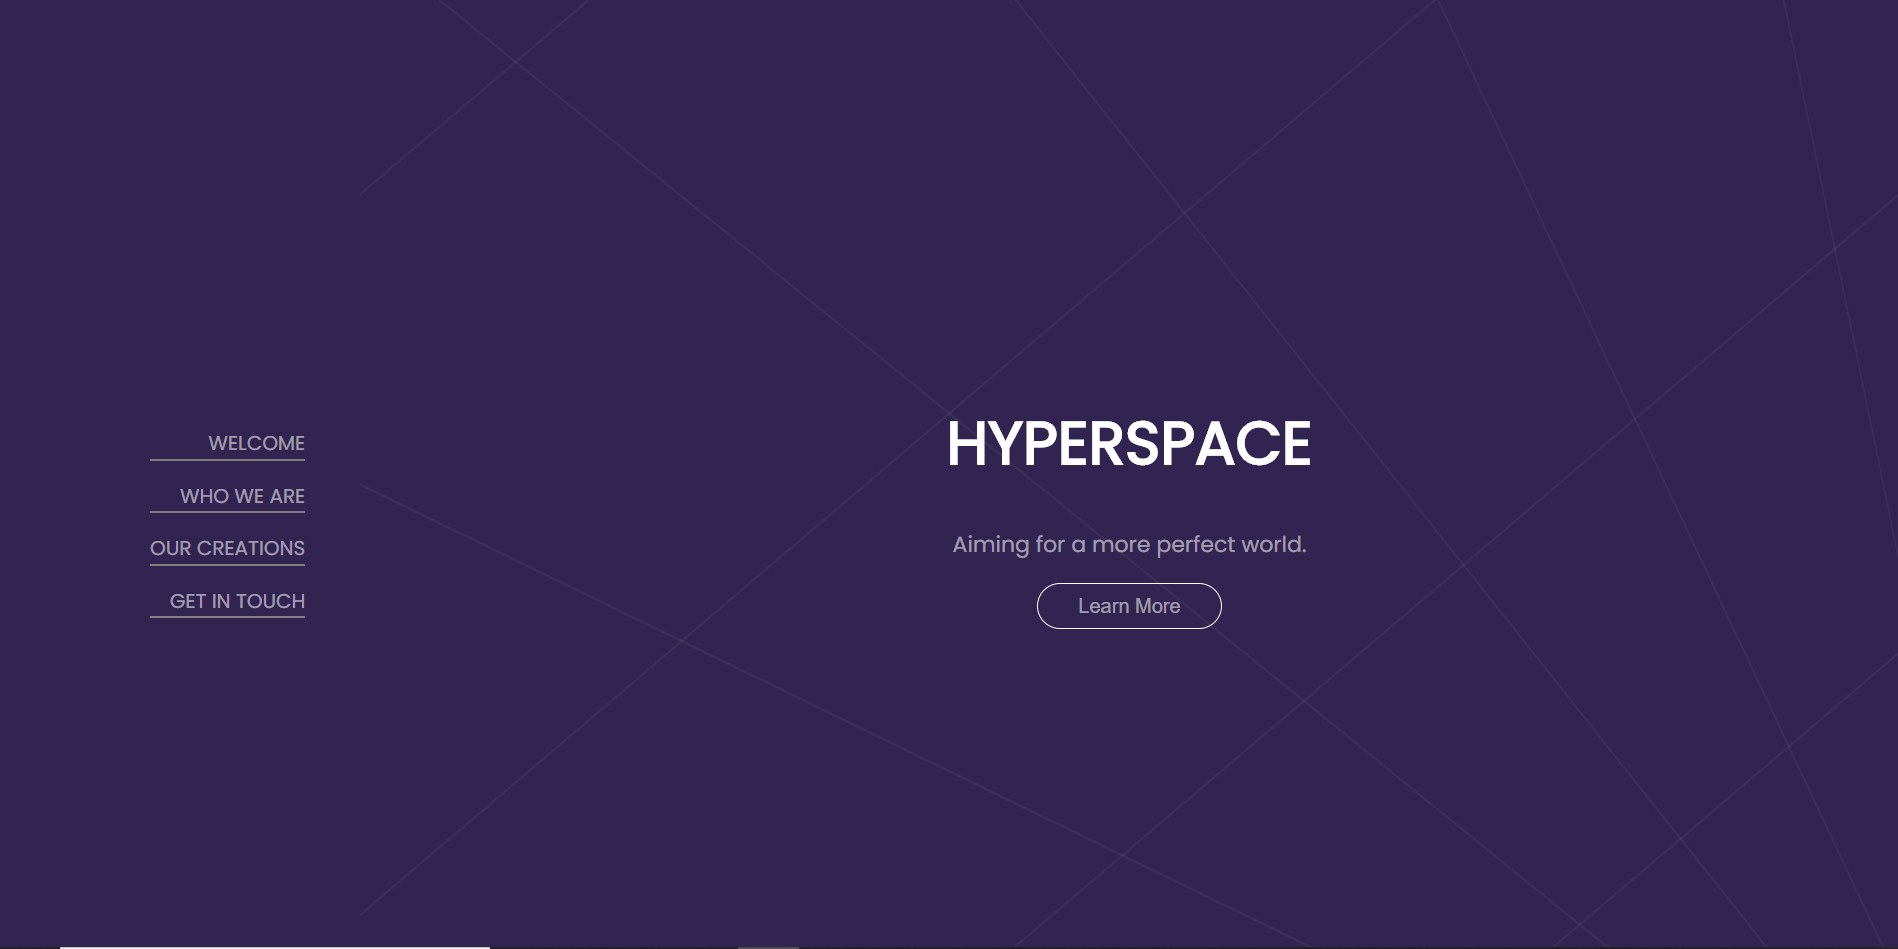 WELCOME
WHO WE ARE
OUR CREATIONS
GET IN TOUCH
HYPERSPACE
Aiming for a more perfect world.
Learn More